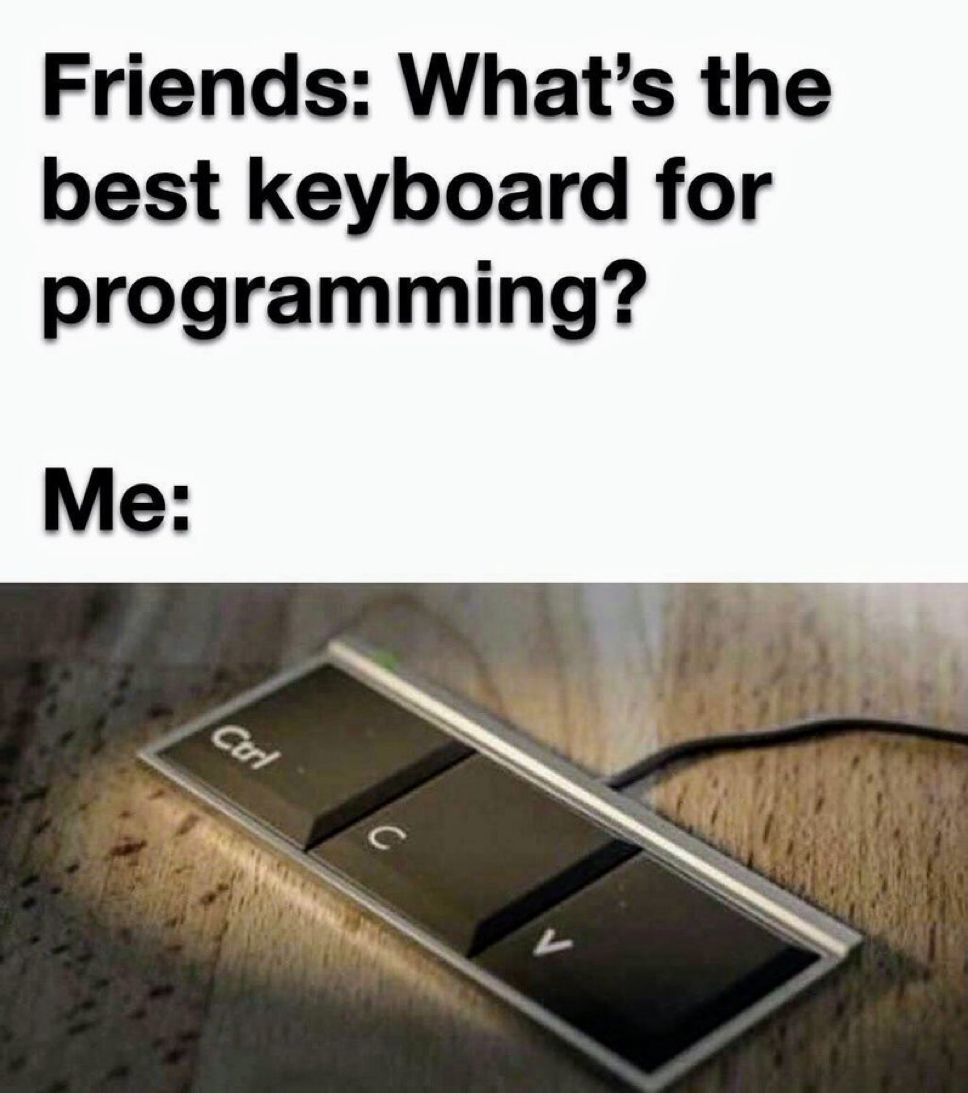 Friends: What’s the
best keyboard for
programming?
Me:
Ctrl
C
V